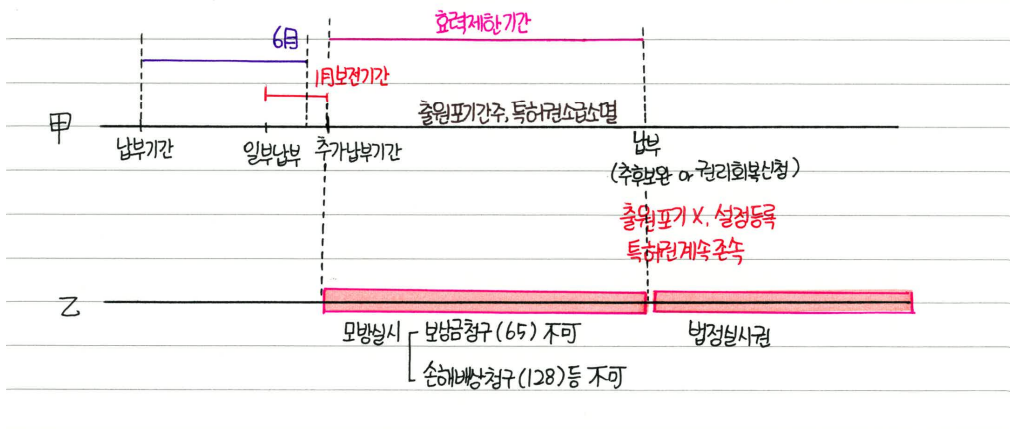 효력제한기간
6月
1月보전기간
甲
출원포기간주, 특허권소급소멸
납부기간
일부납부
추가납부기간
납부
(추후보완 or 권리회복신청)
출원포기 X, 설정등록
특허권계속존속
乙
모방실시
보상금청구(65) 不可
손해배상청구(128)등 不可
법정실시권